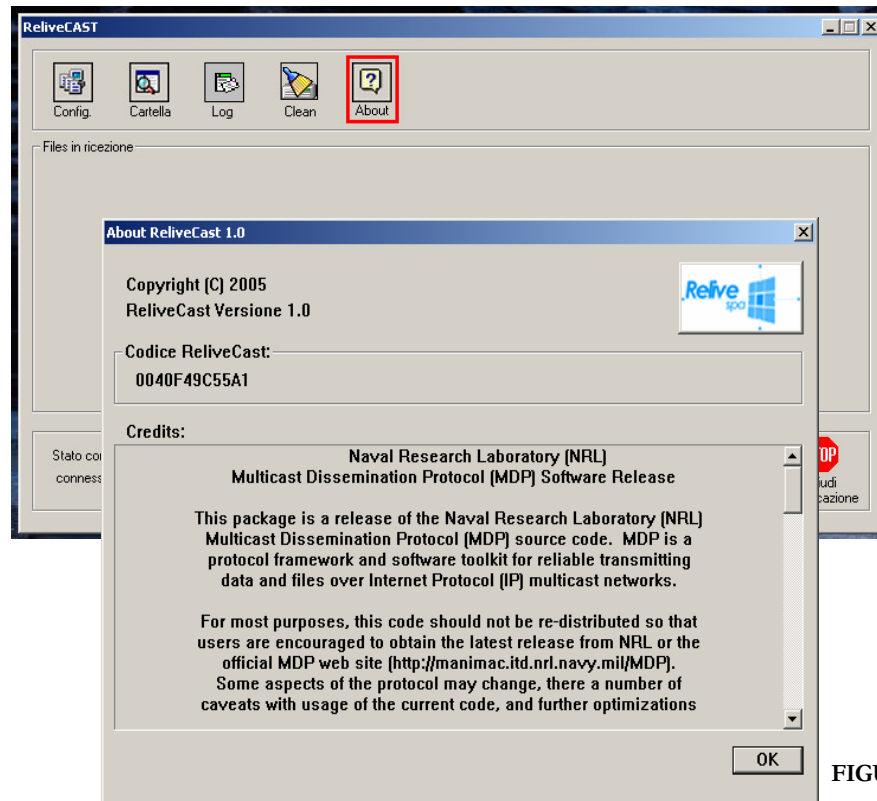 ReliveCAST
Config.
Cartella
Log
Clean
About
Files in ricezione
About ReliveCast 1.0
Copyright (C) 2005
ReliveCast Versione 1.0
Relive
spa
Codice ReliveCast:
0040F49C55A1
Credits:
Naval Research Laboratory (NRL)
Multicast Dissemination Protocol (MDP) Software Release
This package is a release of the Naval Research Laboratory (NRL)
Multicast Dissemination Protocol (MDP) source code. MDP is a
protocol framework and software toolkit for reliable transmitting
data and files over Internet Protocol (IP) multicast networks.
For most purposes, this code should not be re-distributed so that
users are encouraged to obtain the latest release from NRL or the
official MDP web site (http://manimac.itd.nrl.navy.mil/MDP).
Some aspects of the protocol may change, there a number of
caveats with usage of the current code, and further optimizations
OK
Stato